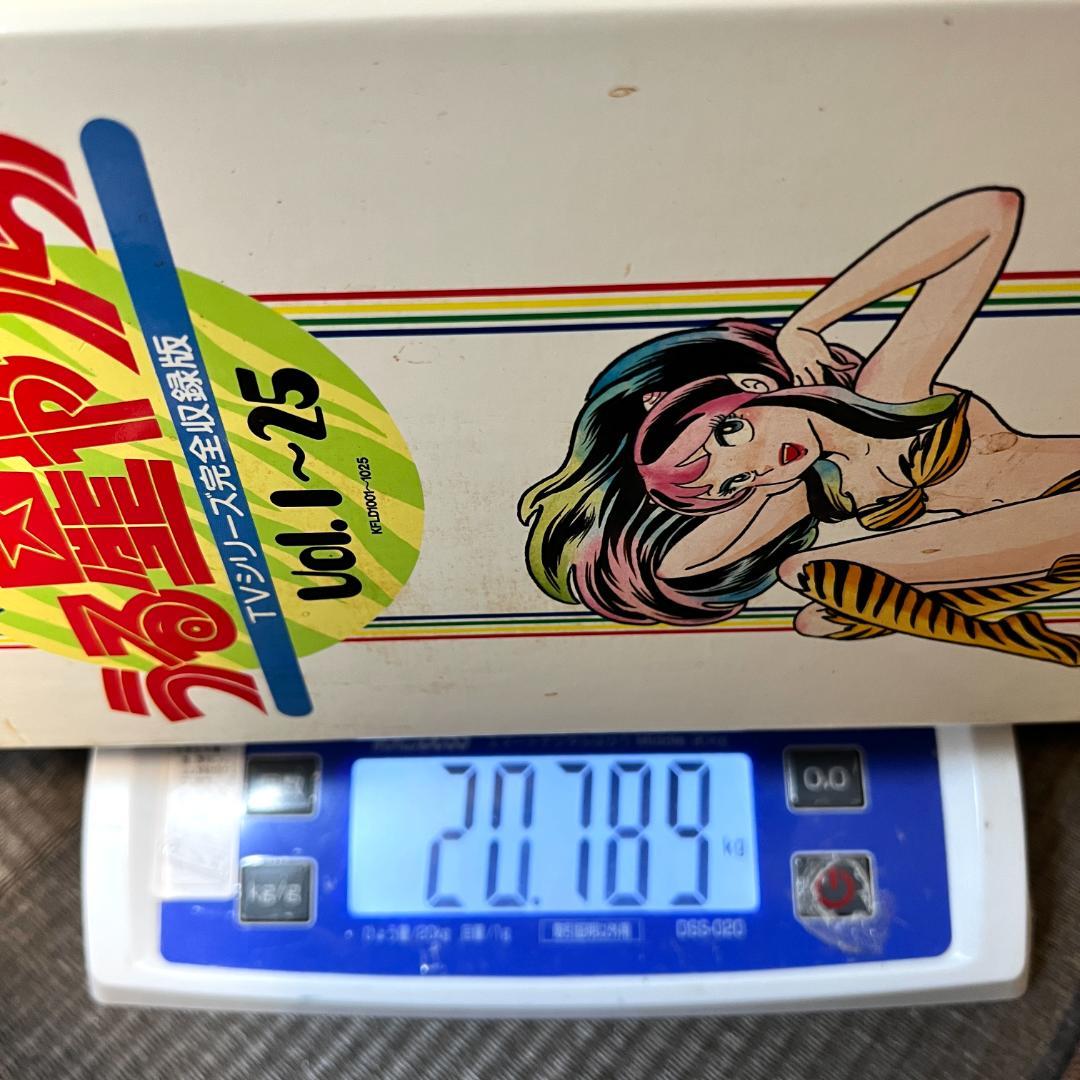 うる星やつら
TVシリーズ完全収録版
Vol.1~25
KFLD1001~1025
20.789 kg
0.0
kg/g
DSS-020